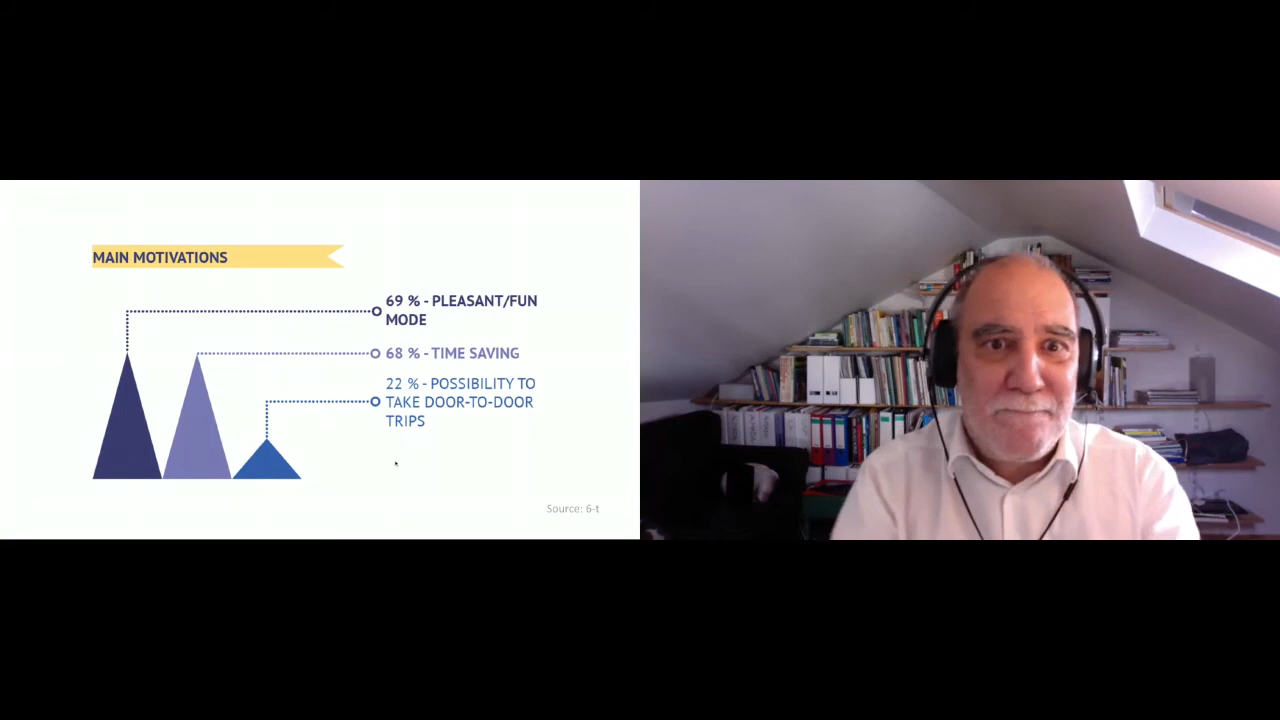 MAIN MOTIVATIONS
69 % - PLEASANT/FUN
MODE
68 % - TIME SAVING
22 % - POSSIBILITY TO
TAKE DOOR-TO-DOOR
TRIPS
Source: 6-t